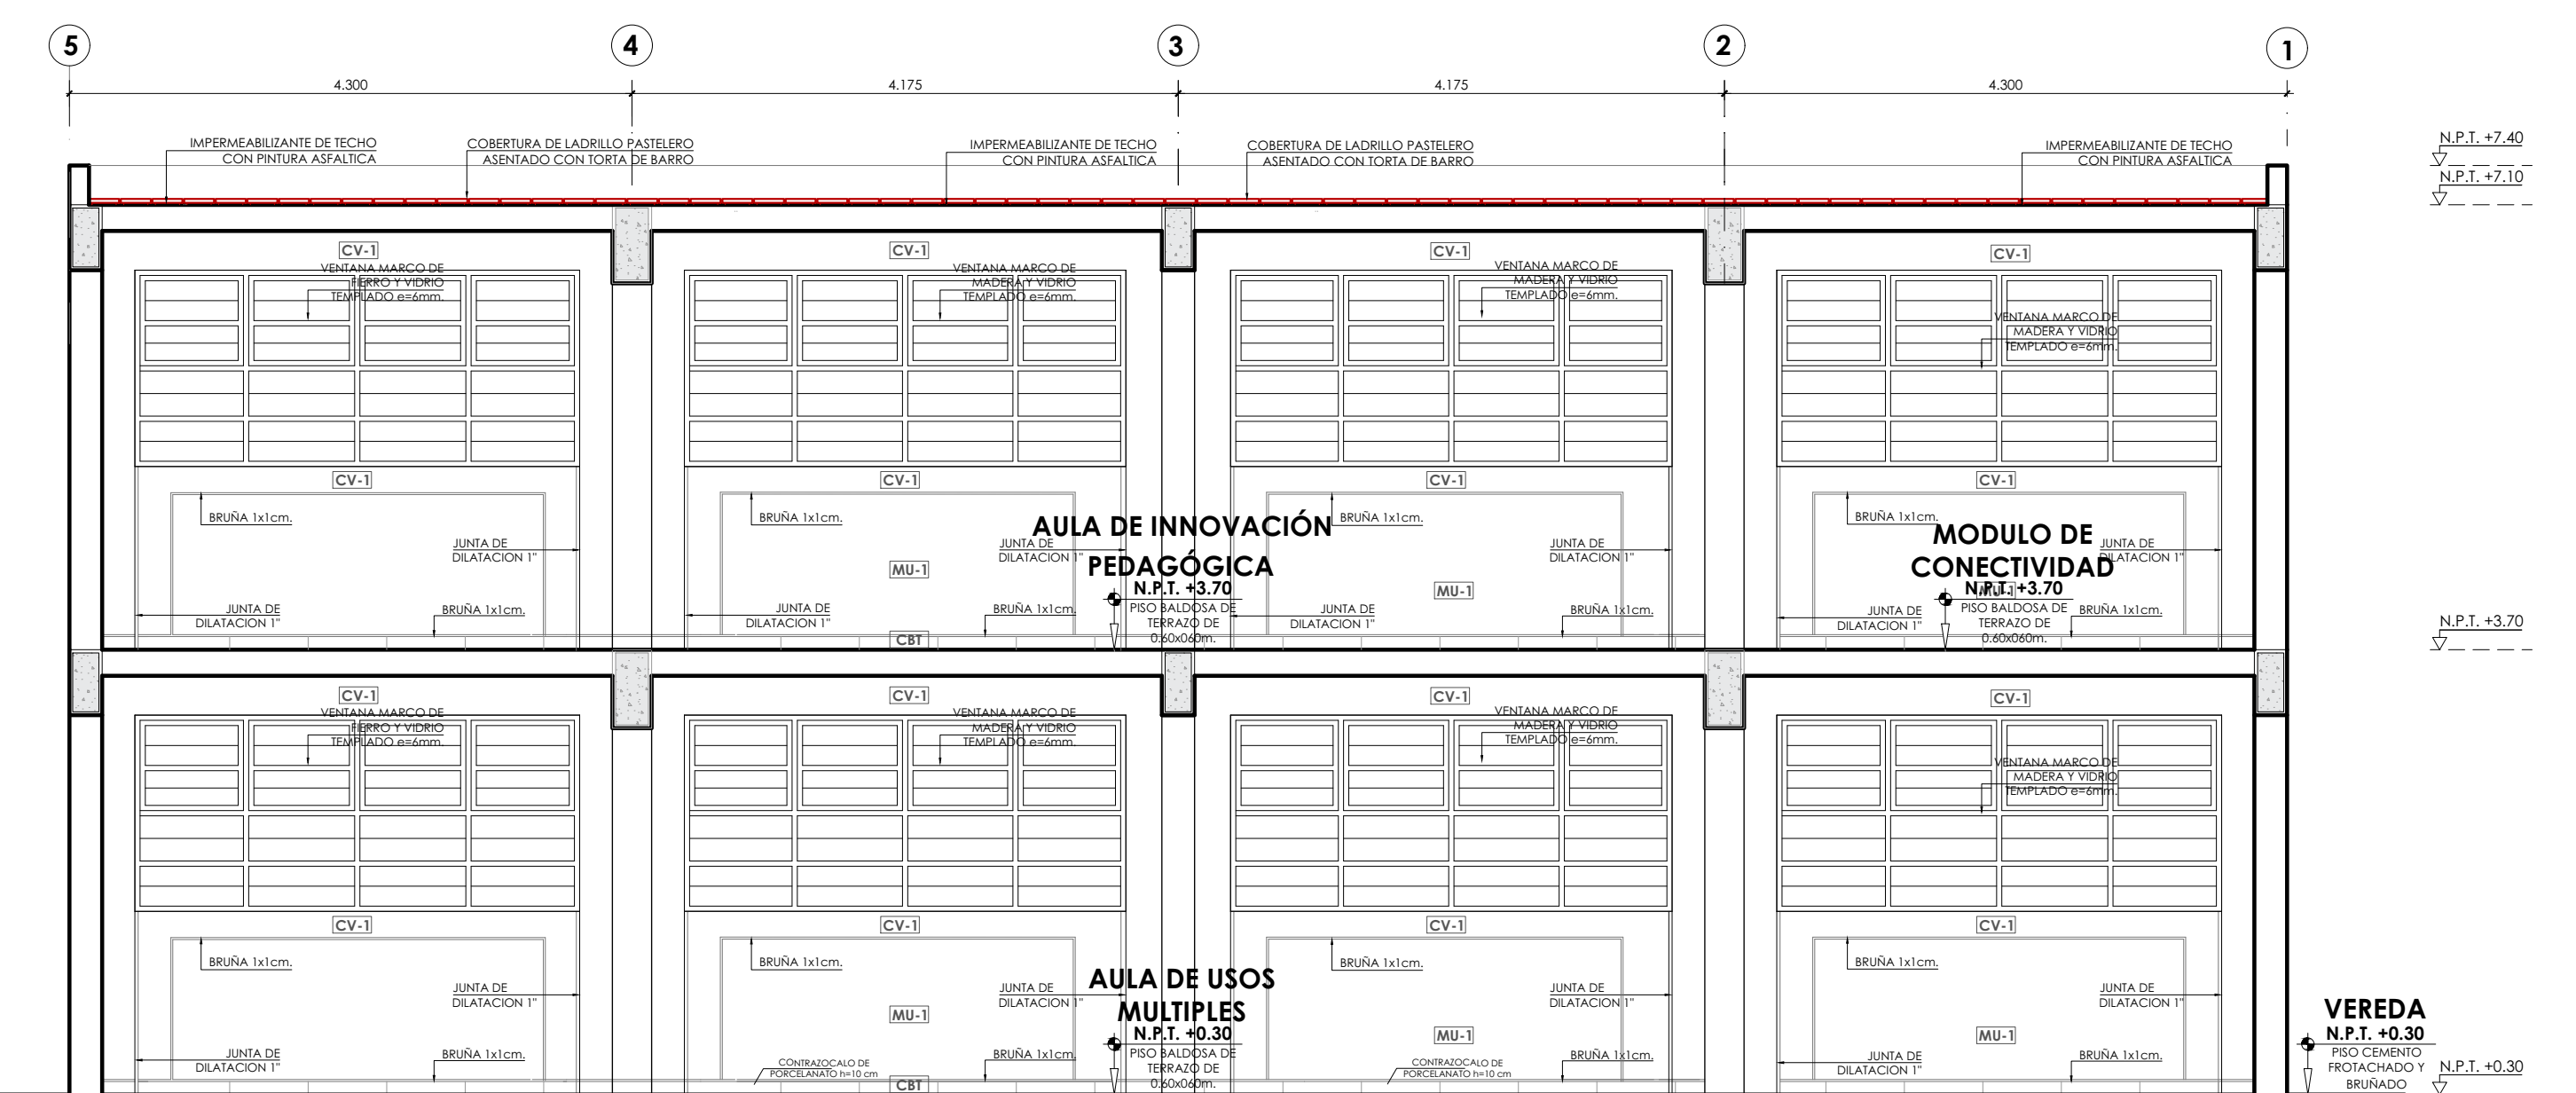 5 4 3 2 1
4.300 4.175 4.175 4.300
IMPERMEABILIZANTE DE TECHO
CON PINTURA ASFALTICA
COBERTURA DE LADRILLO PASTELERO
ASENTADO CON TORTA DE BARRO
IMPERMEABILIZANTE DE TECHO
CON PINTURA ASFALTICA
COBERTURA DE LADRILLO PASTELERO
ASENTADO CON TORTA DE BARRO
IMPERMEABILIZANTE DE TECHO
CON PINTURA ASFALTICA
N.P.T. +7.40
N.P.T. +7.10
CV-1
VENTANA MARCO DE
FIERRO Y VIDRIO
TEMPLADO e=6mm.
CV-1
VENTANA MARCO DE
MADERA Y VIDRIO
TEMPLADO e=6mm.
CV-1
VENTANA MARCO DE
MADERA Y VIDRIO
TEMPLADO e=6mm.
CV-1
VENTANA MARCO DE
MADERA Y VIDRIO
TEMPLADO e=6mm.
CV-1
BRUÑA 1x1cm.
JUNTA DE
DILATACION 1"
JUNTA DE
DILATACION 1"
BRUÑA 1x1cm.
CV-1
BRUÑA 1x1cm.
JUNTA DE
DILATACION 1"
MU-1
JUNTA DE
DILATACION 1"
BRUÑA 1x1cm.
CBT
AULA DE INNOVACIÓN
PEDAGÓGICA
N.P.T. +3.70
PISO BALDOSA DE
TERRAZO DE
0.60x060m.
CV-1
BRUÑA 1x1cm.
JUNTA DE
DILATACION 1"
MU-1
JUNTA DE
DILATACION 1"
BRUÑA 1x1cm.
CV-1
BRUÑA 1x1cm.
MODULO DE
CONECTIVIDAD
N.P.T. +3.70
MU-1
PISO BALDOSA DE
TERRAZO DE
0.60x060m.
JUNTA DE
DILATACION 1"
JUNTA DE
DILATACION 1"
BRUÑA 1x1cm.
N.P.T. +3.70
CV-1
VENTANA MARCO DE
FIERRO Y VIDRIO
TEMPLADO e=6mm.
CV-1
VENTANA MARCO DE
MADERA Y VIDRIO
TEMPLADO e=6mm.
CV-1
VENTANA MARCO DE
MADERA Y VIDRIO
TEMPLADO e=6mm.
CV-1
VENTANA MARCO DE
MADERA Y VIDRIO
TEMPLADO e=6mm.
CV-1
BRUÑA 1x1cm.
JUNTA DE
DILATACION 1"
JUNTA DE
DILATACION 1"
BRUÑA 1x1cm.
CV-1
BRUÑA 1x1cm.
JUNTA DE
DILATACION 1"
MU-1
CONTRAZOCALO DE
PORCELANATO h=10 cm
BRUÑA 1x1cm.
CBT
AULA DE USOS
MULTIPLES
N.P.T. +0.30
PISO BALDOSA DE
TERRAZO DE
0.60x060m.
CV-1
BRUÑA 1x1cm.
JUNTA DE
DILATACION 1"
MU-1
CONTRAZOCALO DE
PORCELANATO h=10 cm
BRUÑA 1x1cm.
CV-1
BRUÑA 1x1cm.
JUNTA DE
DILATACION 1"
MU-1
JUNTA DE
DILATACION 1"
BRUÑA 1x1cm.
VEREDA
N.P.T. +0.30
PISO CEMENTO
FROTACHADO Y
BRUÑADO
N.P.T. +0.30